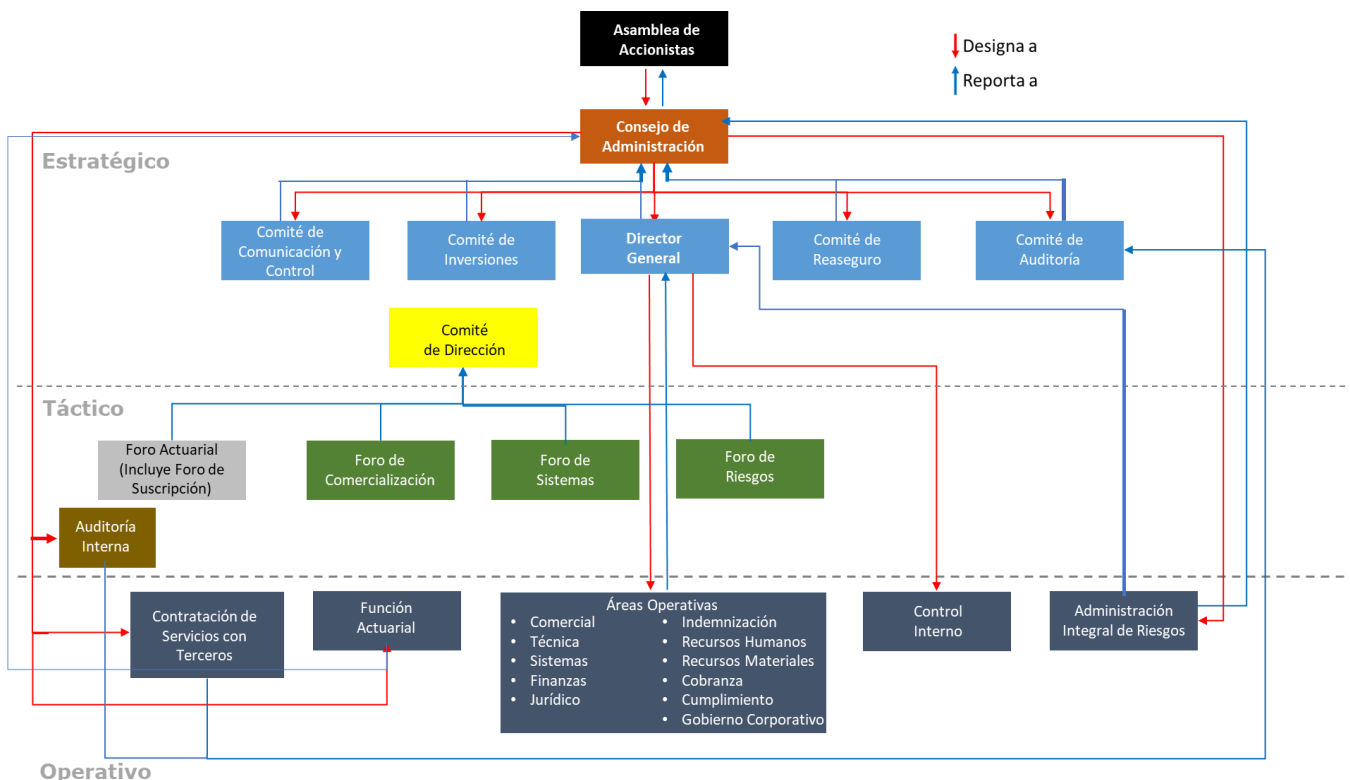 Asamblea de
Accionistas
Designa a
Reporta a
Consejo de
Administración
Estratégico
Comité de
Comunicación y
Control
Comité de
Inversiones
Director
General
Comité de
Reaseguro
Comité de
Auditoría
Comité
de Dirección
Táctico
Foro Actuarial
(Incluye Foro de
Suscripción)
Foro de
Comercialización
Foro de
Sistemas
Foro de
Riesgos
Auditoría
Interna
Contratación de
Servicios con
Terceros
Función
Actuarial
Áreas Operativas
• Comercial
• Técnica
• Sistemas
• Finanzas
• Jurídico
• Indemnización
• Recursos Humanos
• Recursos Materiales
• Cobranza
• Cumplimiento
• Gobierno Corporativo
Control
Interno
Administración
Integral de Riesgos
Operativo